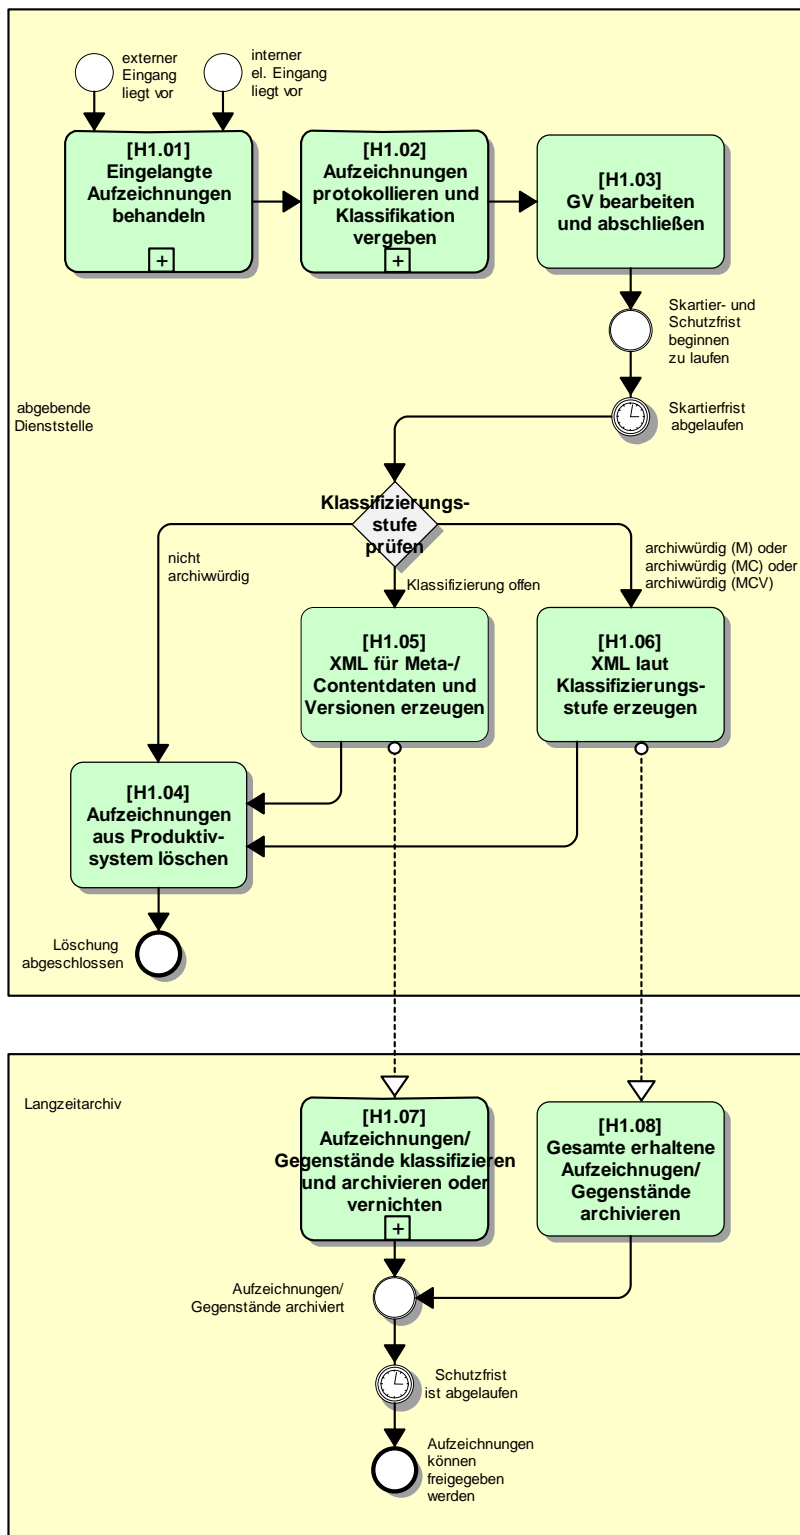 externer
Eingang
liegt vor
interner
el. Eingang
liegt vor
[H1.01]
Eingelangte
Aufzeichnungen
behandeln
[H1.02]
Aufzeichnungen
protokollieren und
Klassifikation
vergeben
[H1.03]
GV bearbeiten
und abschließen
Skartier- und
Schutzfrist
beginnen
zu laufen
abgebende
Dienststelle
Skartierfrist
abgelaufen
Klassifizierungs-
stufe
prüfen
nicht
archiwürdig
Klassifizierung offen
archiwürdig (M) oder
archiwürdig (MC) oder
archiwürdig (MCV)
[H1.05]
XML für Meta-/
Contentdaten und
Versionen erzeugen
[H1.06]
XML laut
Klassifizierungs-
stufe erzeugen
[H1.04]
Aufzeichnungen
aus Produktiv-
system löschen
Löschung
abgeschlossen
Langzeitarchiv
[H1.07]
Aufzeichnungen/
Gegenstände klassifizieren
und archivieren oder
vernichten
[H1.08]
Gesamte erhaltene
Aufzeichnugen/
Gegenstände
archivieren
Aufzeichnungen/
Gegenstände archiviert
Schutzfrist
ist abgelaufen
Aufzeichnungen
können
freigegeben
werden